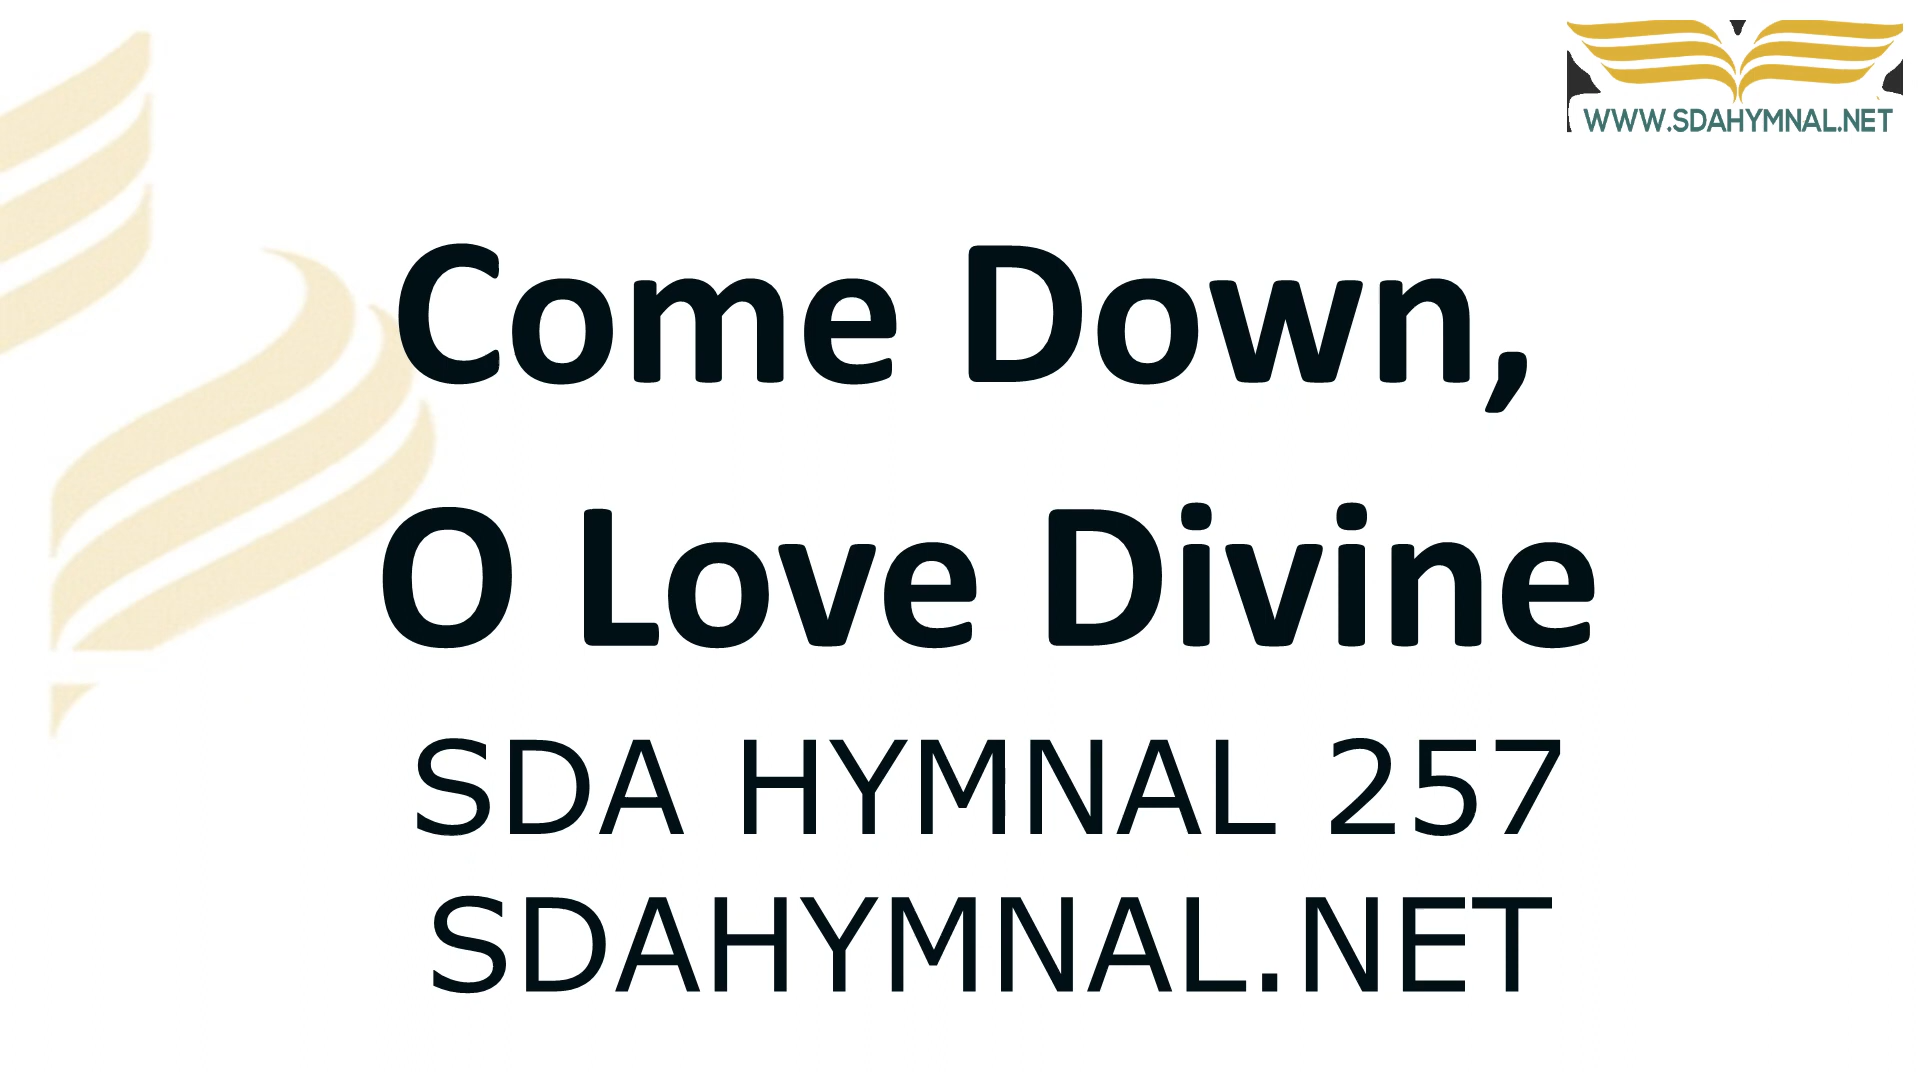 WWW.SDAHYMNAL.NET
Come Down,
O Love Divine
SDA HYMNAL 257
SDAHYMNAL.NET